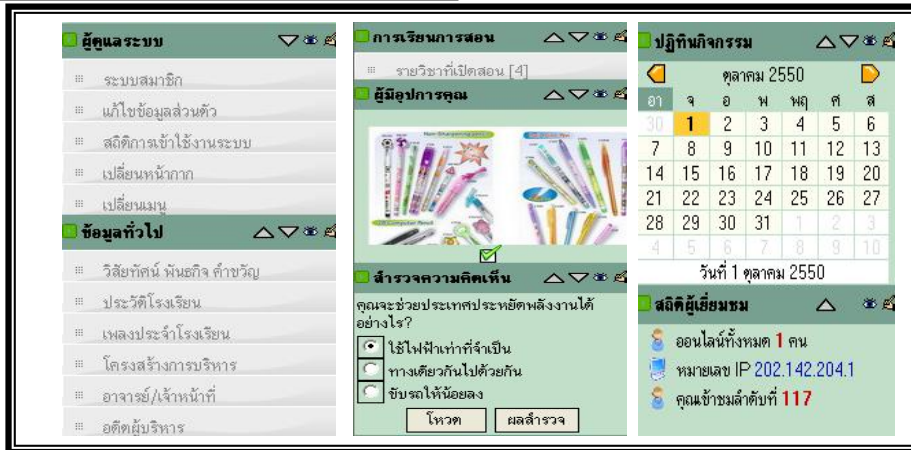 ผู้ดูแลระบบ
ระบบสมาชิก
แก้ไขข้อมูลส่วนตัว
สถิติการเข้าใช้งานระบบ
เปลี่ยนหน้ากาก
เปลี่ยนเมนู
ข้อมูลทั่วไป
วิสัยทัศน์ พันธกิจ คำขวัญ
ประวัติโรงเรียน
เพลงประจำโรงเรียน
โครงสร้างการบริหาร
อาจารย์/เจ้าหน้าที่
อดีตผู้บริหาร
การเรียนการสอน
รายวิชาที่เปิดสอน [4]
ผู้มีอุปการคุณ
สำรวจความคิดเห็น
คุณจะช่วยประเทศประหยัดพลังงานได้
อย่างไร?
ใช้ไฟฟ้าเท่าที่จำเป็น
ทางเดียวกันไปด้วยกัน
ขับรถให้น้อยลง
โหวต ผลสำรวจ
ปฏิทินกิจกรรม
ตุลาคม 2550
อา จ อ พ พฤ ศ ส
30 1 2 3 4 5 6
7 8 9 10 11 12 13
14 15 16 17 18 19 20
21 22 23 24 25 26 27
28 29 30 31 1 2 3
4 5 6 7 8 9 10
วันที่ 1 ตุลาคม 2550
สถิติผู้เยี่ยมชม
ออนไลน์ทั้งหมด 1 คน
หมายเลข IP 202.142.204.1
คุณเข้าชมลำดับที่ 117